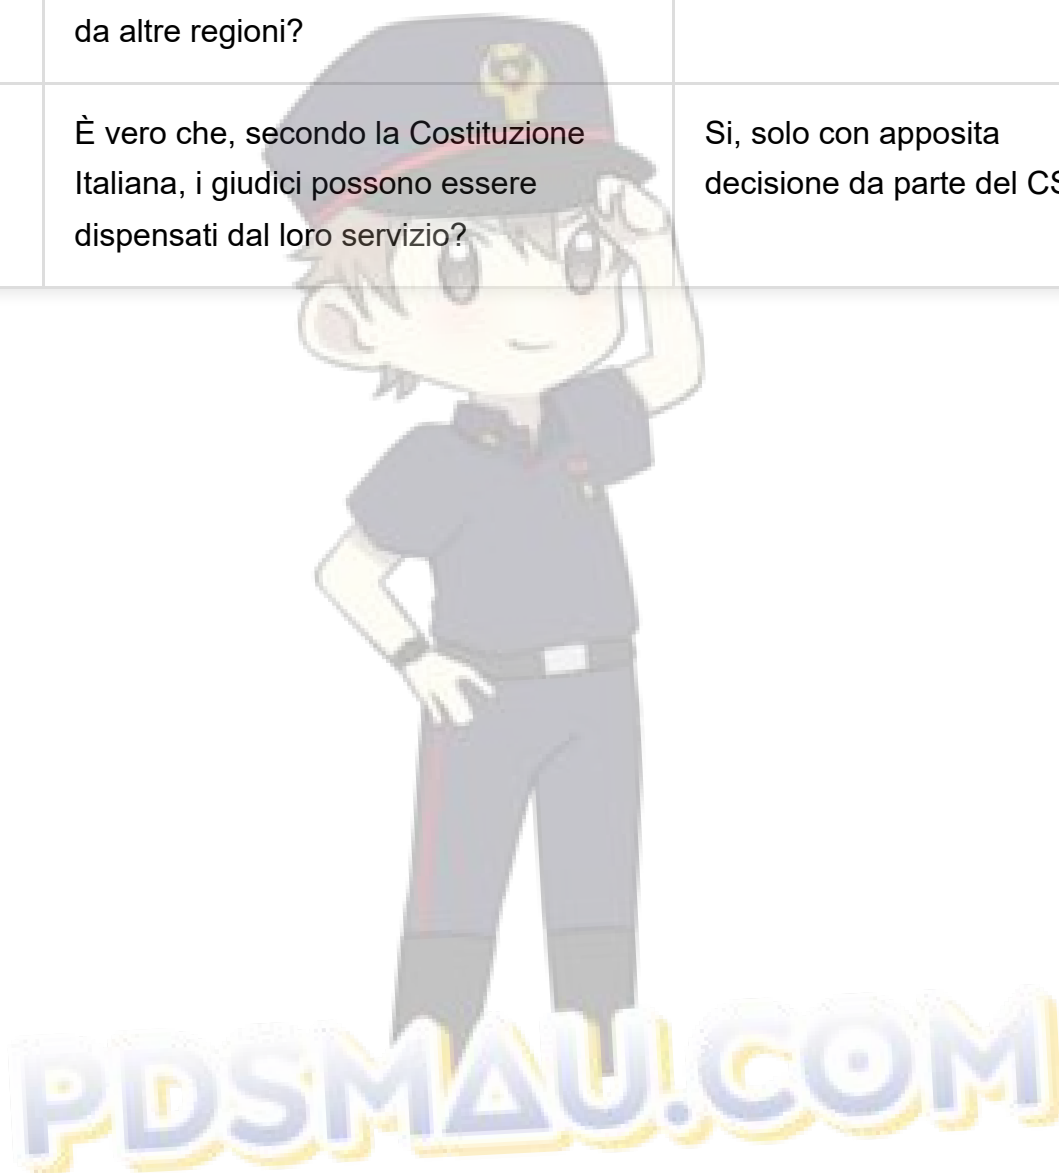 da altre regioni?
È vero che, secondo la Costituzione
Italiana, i giudici possono essere
dispensati dal loro servizio?
Si, solo con apposita
decisione da parte del CS
PDSMAU.COM